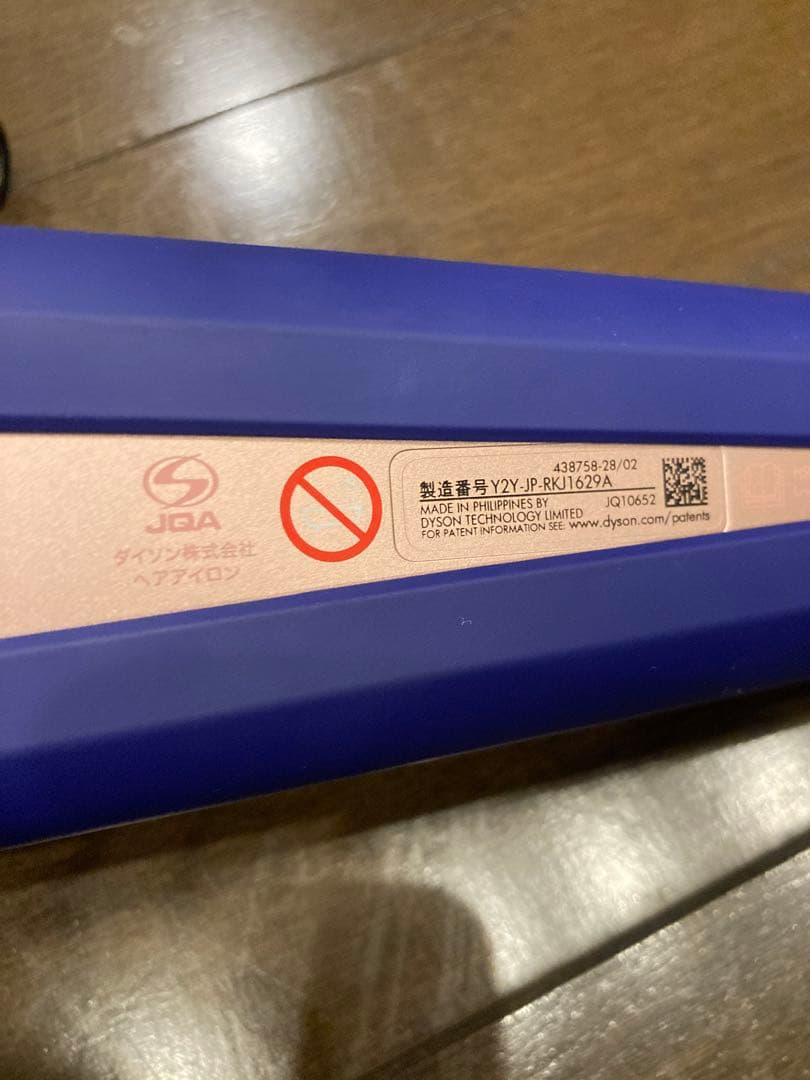 JQA
ダイソン株式会社
ヘアアイロン
438758-28/02
製造番号 Y2Y-JP-RKJ1629A
MADE IN PHILIPPINES BY JQ10652
DYSON TECHNOLOGY LIMITED
FOR PATENT INFORMATION SEE: www.dyson.com/patents